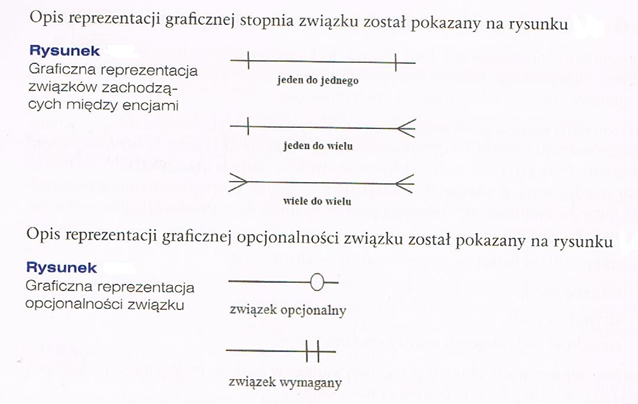 Opis reprezentacji graficznej stopnia związku został pokazany na rysunku
Rysunek
Graficzna reprezentacja
związków zachodzą-
cych między encjami
jeden do jednego
jeden do wielu
wiele do wielu
Opis reprezentacji graficznej opcjonalności związku został pokazany na rysunku
Rysunek
Graficzna reprezentacja
opcjonalności związku
związek opcjonalny
związek wymagany